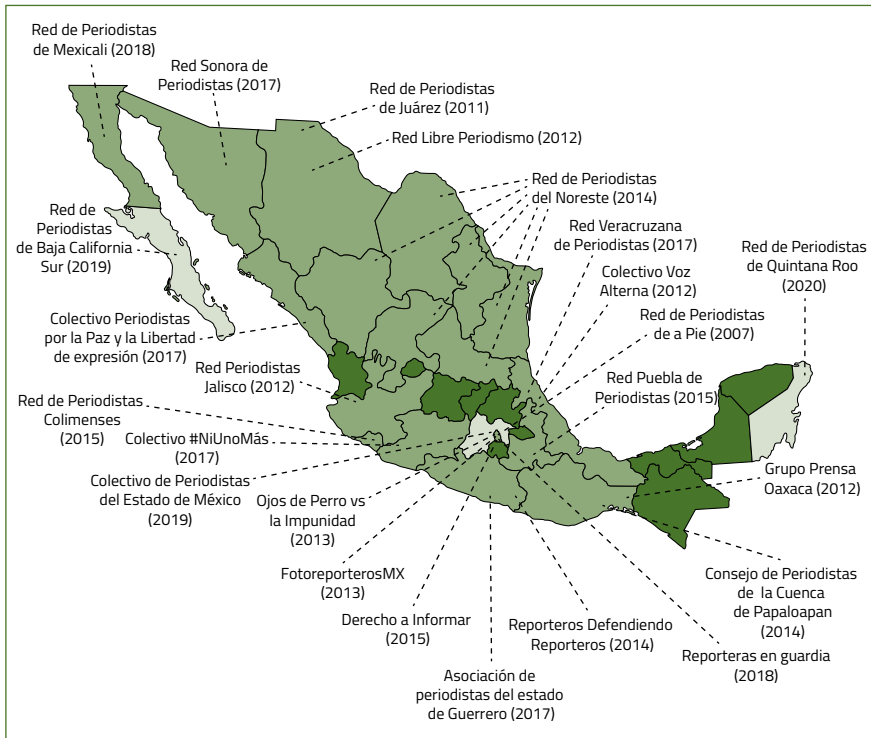 Red de Periodistas
de Mexicali (2018)
Red Sonora de
Periodistas (2017)
Red de Periodistas
de Juárez (2011)
Red Libre Periodismo (2012)
Red de Periodistas
del Noreste (2014)
Red de
Periodistas
de Baja California
Sur (2019)
Red Veracruzana
de Periodistas (2017)
Red de Periodistas
de Quintana Roo
(2020)
Colectivo Voz
Alterna (2012)
Colectivo Periodistas
por la Paz y la Libertad
de expresión (2017)
Red de Periodistas
de a Pie (2007)
Red Periodistas
Jalisco (2012)
Red Puebla de
Periodistas (2015)
Red de Periodistas
Colimenses
(2015)
Colectivo #NiUnoMás
(2017)
Colectivo de Periodistas
del Estado de México
(2019)
Ojos de Perro vs
la Impunidad
(2013)
Grupo Prensa
Oaxaca (2012)
FotoreporterosMX
(2013)
Consejo de Periodistas
de la Cuenca
de Papaloapan
(2014)
Derecho a Informar
(2015)
Reporteros Defendiendo
Reporteros (2014)
Reporteras en guardia
(2018)
Asociación de
periodistas del estado
de Guerrero (2017)